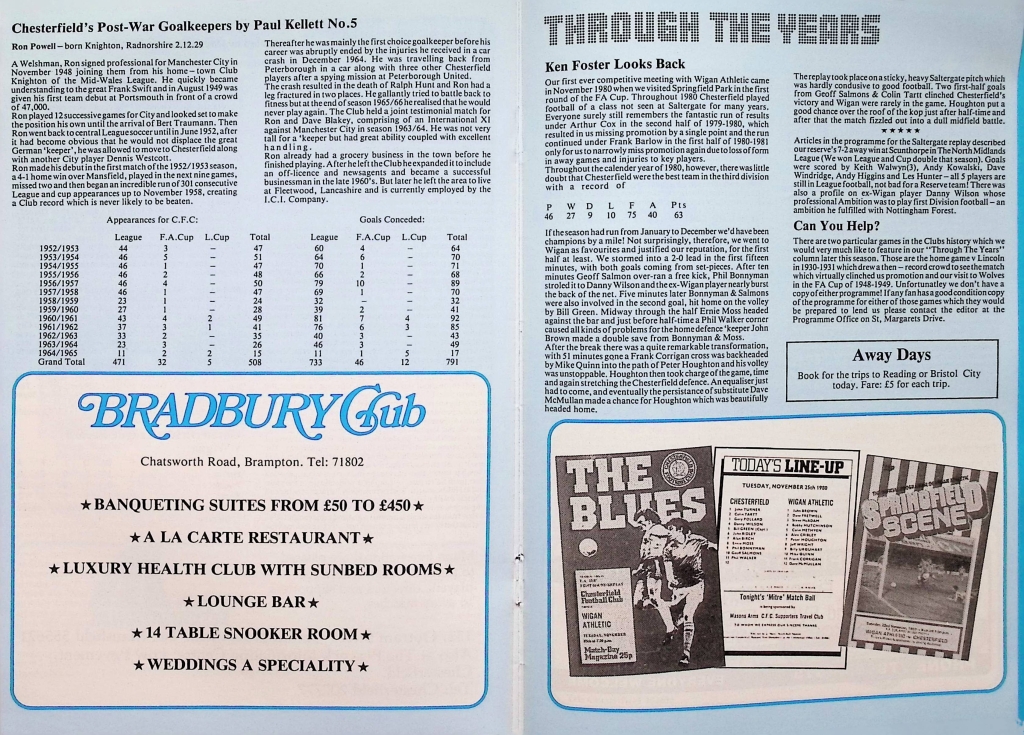 Chesterfield's Post-War Goalkeepers by Paul Kellett No.5
Ron Powell – born Knighton, Radnorshire 2.12.29
A Welshman, Ron signed professional for Manchester City in
November 1948 joining them from his home – town Club
Knighton of the Mid-Wales League. He quickly became
understanding to the great Frank Swift and in August 1949 was
given his first team debut at Portsmouth in front of a crowd
of 47,000.
Ron played 12 successive games for City and looked set to make
the position his own until the arrival of Bert Traumann. Then
Ron went back to central League soccer until June 1952, after
it had become obvious that he would not displace the great
German 'keeper', he was allowed to move to Chesterfield along
with another City player Dennis Westcott.
Ron made his debut in the first match of the 1952/1953 season,
a 4-1 home win over Mansfield, played in the next nine games,
missed two and then began an incredible run of 301 consecutive
League and cup appearances up to November 1958, creating
a Club record which is never likely to be beaten.
Thereafter he was mainly the first choice goalkeeper before his
career was abruptly ended by the injuries he received in a car
crash in December 1964. He was travelling back from
Peterborough in a car along with three other Chesterfield
players after a spying mission at Peterborough United.
The crash resulted in the death of Ralph Hunt and Ron had a
leg fractured in two places. He gallantly tried to battle back to
fitness but at the end of season 1965/66 he realised that he would
never play again. The Club held a joint testimonial match for
Ron and Dave Blakey, comprising of an International XI
against Manchester City in season 1963/64. He was not very
tall for a 'keeper but had great ability coupled with excellent
handling.
Ron already had a grocery business in the town before he
finished playing. After he left the Club he expanded it to include
an off-licence and newsagents and became a successful
businessman in the late 1960's. But later he left the area to live
at Fleetwood, Lancashire and is currently employed by the
I.C.I. Company.
Appearances for C.F.C: Goals Conceded:
League F.A.Cup L.Cup Total League F.A.Cup L.Cup Total
1952/1953 44 3 – 47 60 4 – 64
1953/1954 46 5 – 51 64 6 – 70
1954/1955 46 1 – 47 70 1 – 71
1955/1956 46 2 – 48 66 2 – 68
1956/1957 46 4 – 50 79 10 – 89
1957/1958 46 1 – 47 69 1 – 70
1958/1959 23 1 – 24 32 – – 32
1959/1960 27 1 – 28 39 2 – 41
1960/1961 43 4 2 49 81 7 4 92
1961/1962 37 3 1 41 76 6 3 85
1962/1963 33 2 – 35 40 3 – 43
1963/1964 23 3 – 26 46 3 – 49
1964/1965 11 2 2 15 11 1 5 17
Grand Total 471 32 5 508 733 46 12 791
BRADBURY Club
Chatsworth Road, Brampton. Tel: 71802
★BANQUETING SUITES FROM £50 TO £450★
★A LA CARTE RESTAURANT★
★LUXURY HEALTH CLUB WITH SUNBED ROOMS★
★LOUNGE BAR★
★14 TABLE SNOOKER ROOM★
★WEDDINGS A SPECIALITY★
THROUGH THE YEARS
Ken Foster Looks Back
Our first ever competitive meeting with Wigan Athletic came
in November 1980 when we visited Springfield Park in the first
round of the FA Cup. Throughout 1980 Chesterfield played
football of a class not seen at Saltergate for many years.
Everyone surely still remembers the fantastic run of results
under Arthur Cox in the second half of 1979-1980, which
resulted in us missing promotion by a single point and the run
continued under Frank Barlow in the first half of 1980-1981
only for us to narrowly miss promotion again due to loss of form
in away games and injuries to key players.
Throughout the calender year of 1980, however, there was little
doubt that Chesterfield were the best team in the third division
with a record of
P W D L F A Pts
46 27 9 10 75 40 63
If the season had run from January to December we'd have been
champions by a mile! Not surprisingly, therefore, we went to
Wigan as favourites and justified our reputation, for the first
half at least. We stormed into a 2-0 lead in the first fifteen
minutes, with both goals coming from set-pieces. After ten
minutes Geoff Salmon over-ran a free kick, Phil Bonnyman
stroled it to Danny Wilson and the ex-Wigan player nearly burst
the back of the net. Five minutes later Bonnyman & Salmons
were also involved in the second goal, hit home on the volley
by Bill Green. Midway through the half Ernie Moss headed
against the bar and just before half-time a Phil Walker corner
caused all kinds of problems for the home defence 'keeper John
Brown made a double save from Bonnyman & Moss.
After the break there was a quite remarkable transformation,
with 51 minutes gone a Frank Corrigan cross was backheaded
by Mike Quinn into the path of Peter Houghton and his volley
was unstoppable. Houghton then took charge of the game, time
and again stretching the Chesterfield defence. An equaliser just
had to come, and eventually the persistance of substitute Dave
McMullan made a chance for Houghton which was beautifully
headed home.
The replay took place on a sticky, heavy Saltergate pitch which
was hardly conducive to good football. Two first-half goals
from Geoff Salmons & Colin Tartt clinched Chesterfield's
victory and Wigan were rarely in the game. Houghton put a
good chance over the roof of the kop just after half-time and
after that the match fizzled out into a dull midfield battle.
★★★★★
Articles in the programme for the Saltergate replay described
our reserve's 7-2 away win at Scunthorpe in The North Midlands
League (We won League and Cup double that season). Goals
were scored by Keith Walwyn(3), Andy Kowalski, Dave
Windridge, Andy Higgins and Les Hunter – all 5 players are
still in League football, not bad for a Reserve team! There was
also a profile on ex-Wigan player Danny Wilson whose
professional Ambition was to play first Division football – an
ambition he fulfilled with Nottingham Forest.
Can You Help?
There are two particular games in the Clubs history which we
would very much like to feature in our "Through The Years"
column later this season. Those are the home game v Lincoln
in 1930-1931 which drew a then – record crowd to see the match
which virtually clinched us promotion and our visit to Wolves
in the FA Cup of 1948-1949. Unfortunatley we don't have a
copy of either programme! If any fan has a good condition copy
of the programme for either of those games which they would
be prepared to lend us please contact the editor at the
Programme Office on St, Margarets Drive.
Away Days
Book for the trips to Reading or Bristol City
today. Fare: £5 for each trip.
THE
BLUES
Chesterfield
Football Club
WIGAN
ATHLETIC
TUESDAY, NOVEMBER
Match-Day
Magazine 25p
TODAY'S LINE-UP
TUESDAY, NOVEMBER 25th 1980
CHESTERFIELD WIGAN ATHLETIC
Tonight's 'Mitre' Match Ball
is being sponsored by
Masons Arms C.F.C. Supporters Travel Club
SPRINGFIELD
SCENE
WIGAN ATHLETIC v CHESTERFIELD